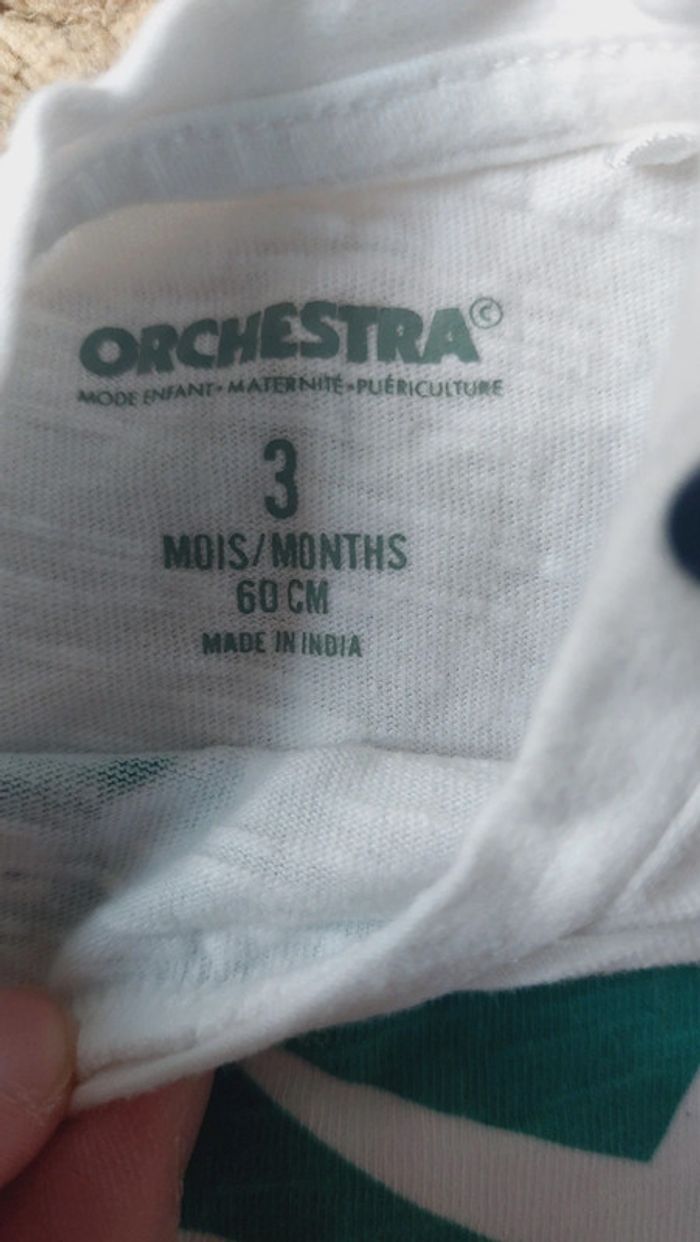 ORCHESTRA©
MODE ENFANT•MATERNITÉ•PUÉRICULTURE
3
MOIS/MONTHS
60 CM
MADE IN INDIA